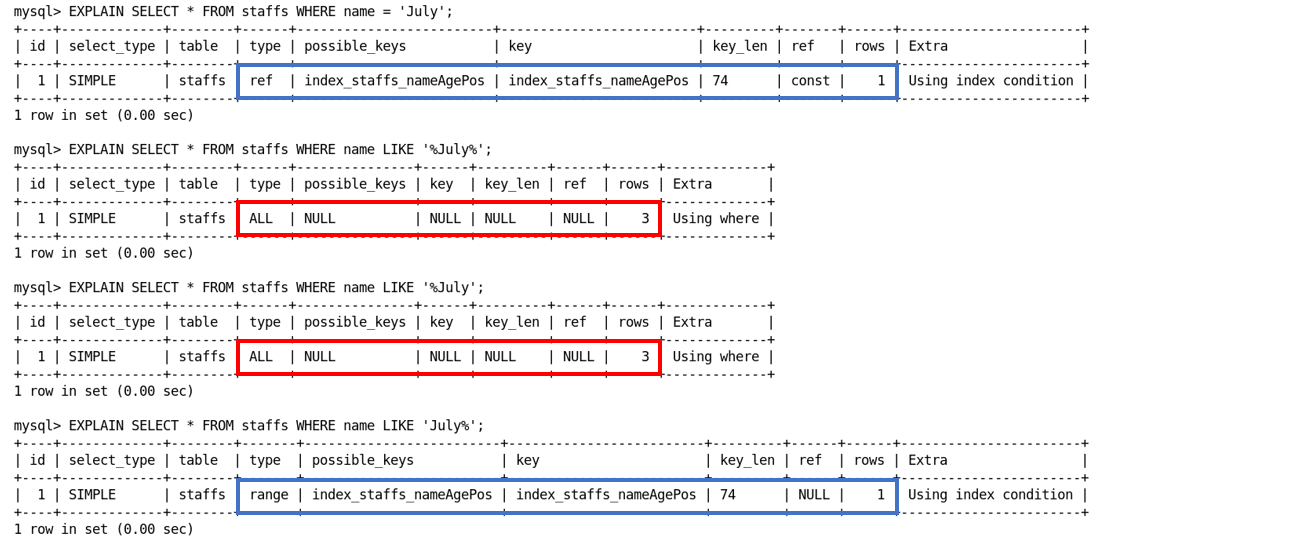 mysql> EXPLAIN SELECT * FROM staffs WHERE name = 'July';
+----+-------------+--------+------+-------------------------+-------------------------+---------+-------+------+-----------------------+
| id | select_type | table  | type | possible_keys           | key                     | key_len | ref   | rows | Extra                 |
+----+-------------+--------+------+-------------------------+-------------------------+---------+-------+------+-----------------------+
|  1 | SIMPLE      | staffs | ref  | index_staffs_nameAgePos | index_staffs_nameAgePos | 74      | const |    1 | Using index condition |
+----+-------------+--------+------+-------------------------+-------------------------+---------+-------+------+-----------------------+
1 row in set (0.00 sec)
mysql> EXPLAIN SELECT * FROM staffs WHERE name LIKE '%July%';
+----+-------------+--------+------+---------------+------+---------+------+------+-------------+
| id | select_type | table  | type | possible_keys | key  | key_len | ref  | rows | Extra       |
+----+-------------+--------+------+---------------+------+---------+------+------+-------------+
|  1 | SIMPLE      | staffs | ALL  | NULL          | NULL | NULL    | NULL |    3 | Using where |
+----+-------------+--------+------+---------------+------+---------+------+------+-------------+
1 row in set (0.00 sec)
mysql> EXPLAIN SELECT * FROM staffs WHERE name LIKE '%July';
+----+-------------+--------+------+---------------+------+---------+------+------+-------------+
| id | select_type | table  | type | possible_keys | key  | key_len | ref  | rows | Extra       |
+----+-------------+--------+------+---------------+------+---------+------+------+-------------+
|  1 | SIMPLE      | staffs | ALL  | NULL          | NULL | NULL    | NULL |    3 | Using where |
+----+-------------+--------+------+---------------+------+---------+------+------+-------------+
1 row in set (0.00 sec)
mysql> EXPLAIN SELECT * FROM staffs WHERE name LIKE 'July%';
+----+-------------+--------+-------+-------------------------+-------------------------+---------+------+------+-----------------------+
| id | select_type | table  | type  | possible_keys           | key                     | key_len | ref  | rows | Extra                 |
+----+-------------+--------+-------+-------------------------+-------------------------+---------+------+------+-----------------------+
|  1 | SIMPLE      | staffs | range | index_staffs_nameAgePos | index_staffs_nameAgePos | 74      | NULL |    1 | Using index condition |
+----+-------------+--------+-------+-------------------------+-------------------------+---------+------+------+-----------------------+
1 row in set (0.00 sec)